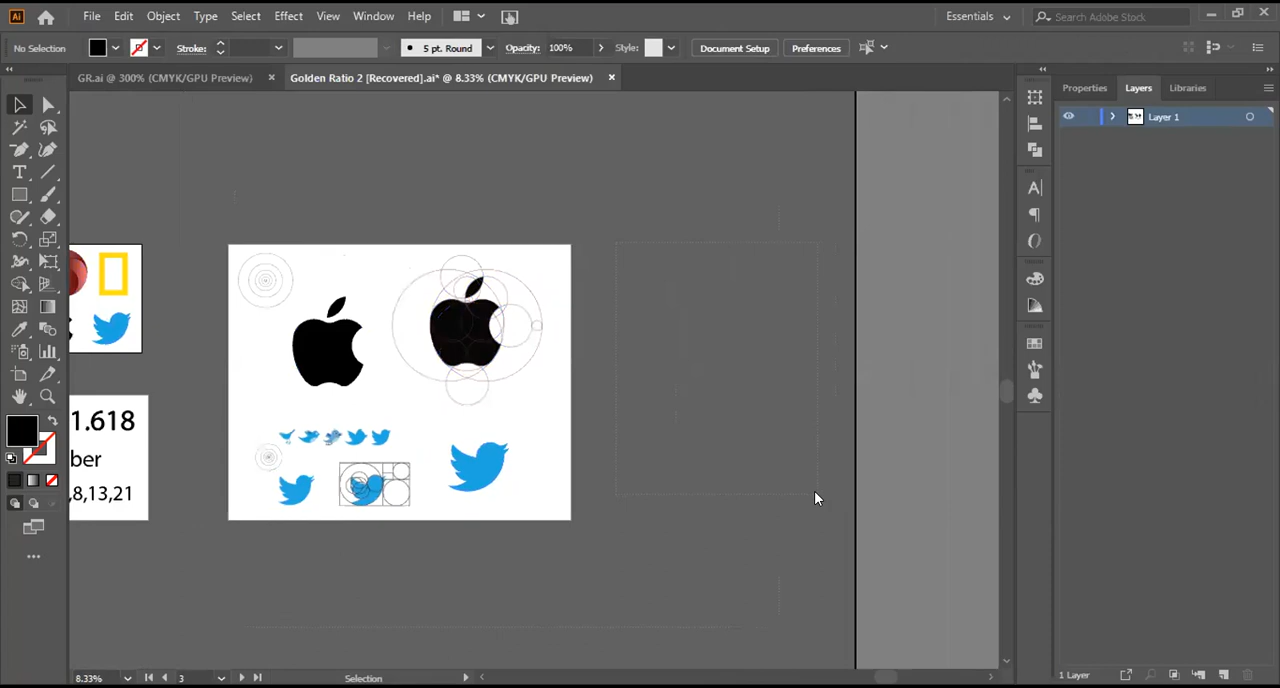 Ai File Edit Object Type Select Effect View Window Help Essentials Search Adobe Stock
No Selection Stroke: 5 pt. Round Opacity: 100% Style: Document Setup Preferences
GR.ai @ 300% (CMYK/GPU Preview) Golden Ratio 2 [Recovered].ai* @ 8.33% (CMYK/GPU Preview)
Properties Layers Libraries
Layer 1
1.618
ber
,8,13,21
1 Layer
8.33% 3 Selection